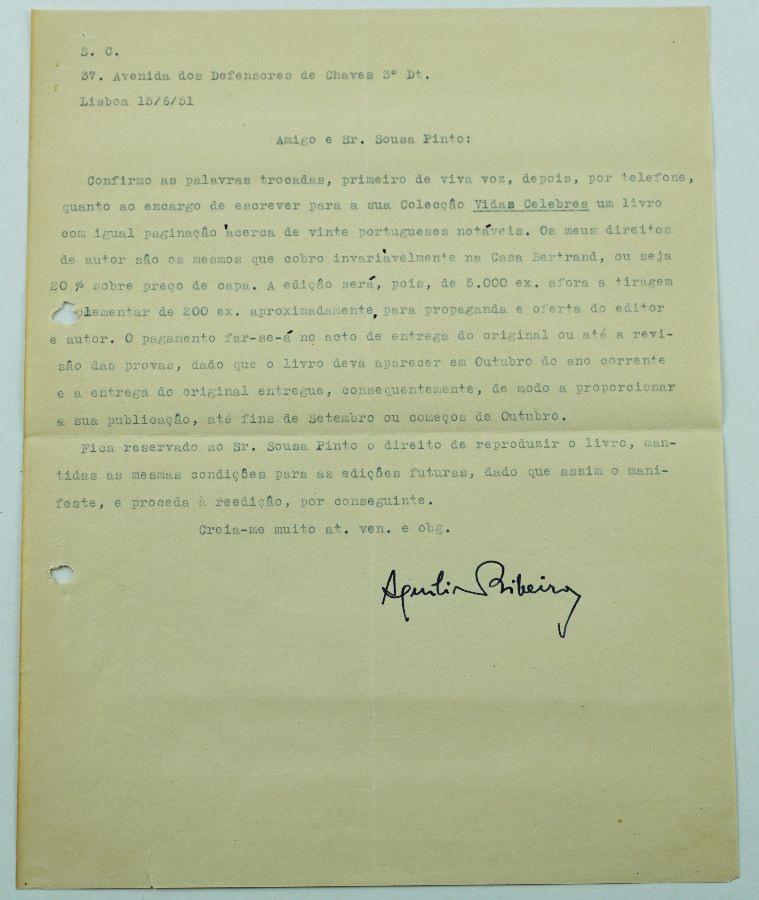 S. C.
37. Avenida dos Defensores de Chaves 3º Dt.
Lisboa 15/6/51
Amigo e Sr. Sousa Pinto:
Confirmo as palavras trocadas, primeiro de viva voz, depois, por telefone,
quanto ao encargo de escrever para a sua Colecção Vidas Celebres um livro
com igual paginação acerca de vinte portugueses notáveis. Os meus direitos
de autor são os mesmos que cobro invariavelmente na Casa Bertrand, ou seja
20 % sobre preço de capa. A edição será, pois, de 5.000 ex. afora a tiragem
plementar de 200 ex. aproximadamente, para propaganda e oferta do editor
e autor. O pagamento far-se-á no acto de entrega do original ou até a revi-
são das provas, dado que o livro deva aparecer em Outubro do ano corrente
e a entrega do original entregue, consequentemente, de modo a proporcionar
a sua publicação, até fins de Setembro ou começos de Outubro.
Fica reservado ao Sr. Sousa Pinto o direito de reproduzir o livro, man-
tidas as mesmas condições para as edições futuras, dado que assim o mani-
feste, e proceda à reedição, por conseguinte.
Creia-me muito at. ven. e obg.
Aquilino Ribeiro